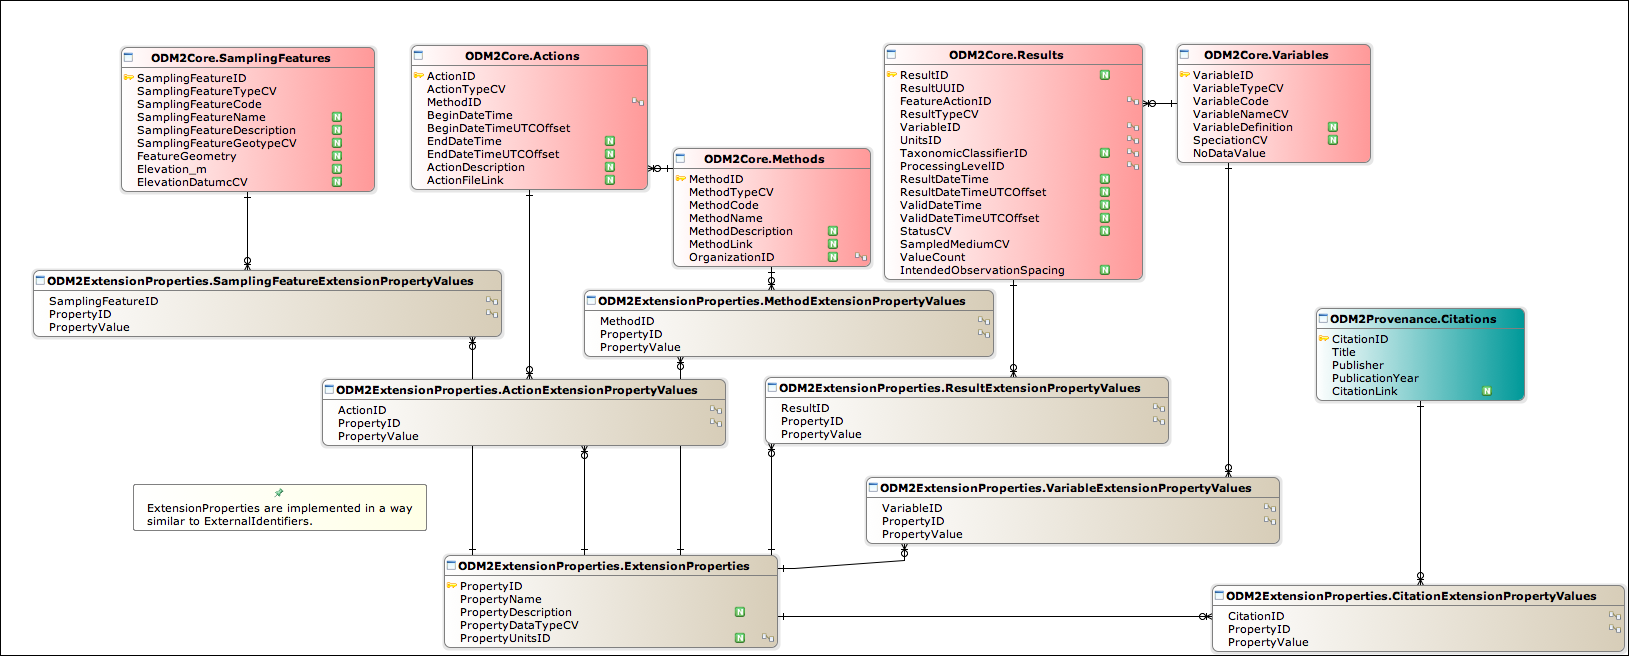 ODM2Core.SamplingFeatures
SamplingFeatureID
SamplingFeatureTypeCV
SamplingFeatureCode
SamplingFeatureName N
SamplingFeatureDescription N
SamplingFeatureGeotypeCV N
FeatureGeometry N
Elevation_m N
ElevationDatumcCV N
ODM2Core.Actions
ActionID
ActionTypeCV
MethodID
BeginDateTime
BeginDateTimeUTCOffset
EndDateTime N
EndDateTimeUTCOffset N
ActionDescription N
ActionFileLink N
ODM2Core.Methods
MethodID
MethodTypeCV
MethodCode
MethodName
MethodDescription N
MethodLink N
OrganizationID N
ODM2Core.Results
ResultID N
ResultUUID
FeatureActionID
ResultTypeCV
VariableID
UnitsID
TaxonomicClassifierID N
ProcessingLevelID
ResultDateTime N
ResultDateTimeUTCOffset N
ValidDateTime N
ValidDateTimeUTCOffset N
StatusCV N
SampledMediumCV
ValueCount
IntendedObservationSpacing N
ODM2Core.Variables
VariableID
VariableTypeCV
VariableCode
VariableNameCV
VariableDefinition N
SpeciationCV N
NoDataValue
ODM2ExtensionProperties.SamplingFeatureExtensionPropertyValues
SamplingFeatureID
PropertyID
PropertyValue
ODM2ExtensionProperties.MethodExtensionPropertyValues
MethodID
PropertyID
PropertyValue
ODM2Provenance.Citations
CitationID
Title
Publisher
PublicationYear
CitationLink N
ODM2ExtensionProperties.ActionExtensionPropertyValues
ActionID
PropertyID
PropertyValue
ODM2ExtensionProperties.ResultExtensionPropertyValues
ResultID
PropertyID
PropertyValue
ODM2ExtensionProperties.VariableExtensionPropertyValues
VariableID
PropertyID
PropertyValue
ExtensionProperties are implemented in a way
similar to ExternalIdentifiers.
ODM2ExtensionProperties.ExtensionProperties
PropertyID
PropertyName
PropertyDescription N
PropertyDataTypeCV
PropertyUnitsID N
ODM2ExtensionProperties.CitationExtensionPropertyValues
CitationID
PropertyID
PropertyValue